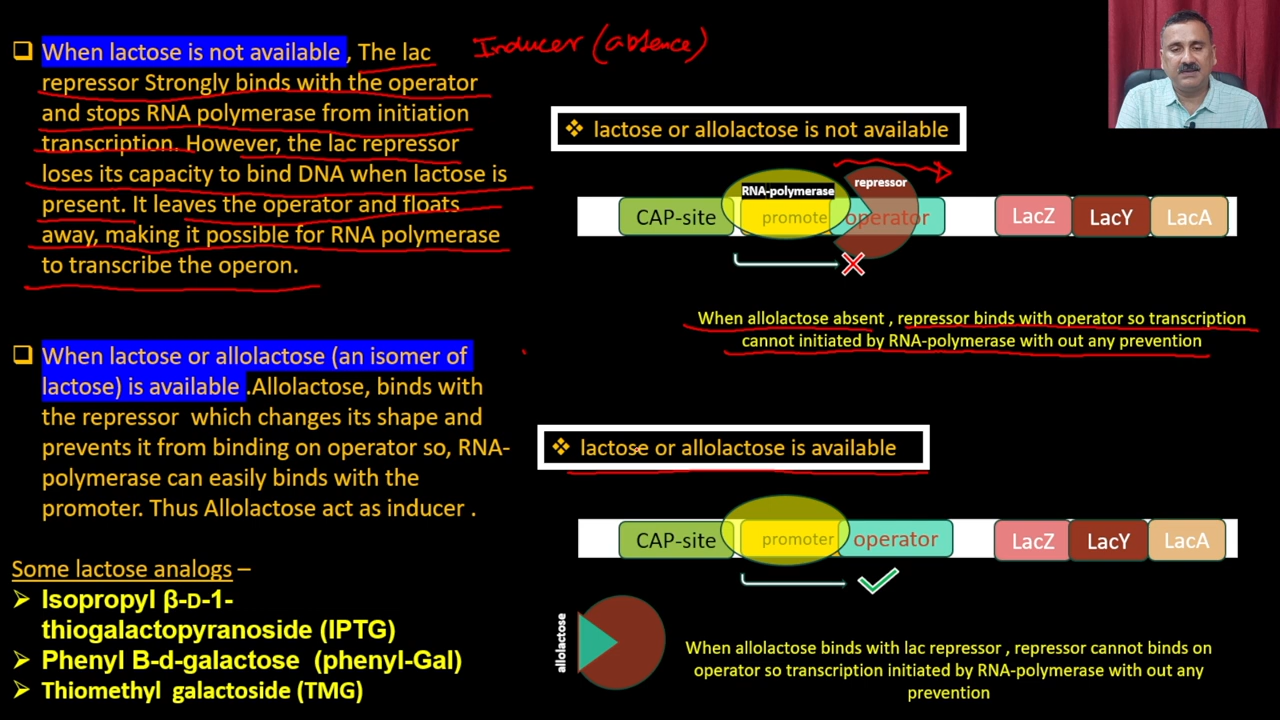 When lactose is not available , The lac
repressor Strongly binds with the operator
and stops RNA polymerase from initiation
transcription. However, the lac repressor
loses its capacity to bind DNA when lactose is
present. It leaves the operator and floats
away, making it possible for RNA polymerase
to transcribe the operon.
Inducer (absence)
When lactose or allolactose (an isomer of
lactose) is available .Allolactose, binds with
the repressor which changes its shape and
prevents it from binding on operator so, RNA-
polymerase can easily binds with the
promoter. Thus Allolactose act as inducer .
Some lactose analogs –
Isopropyl β-D-1-
thiogalactopyranoside (IPTG)
Phenyl B-d-galactose (phenyl-Gal)
Thiomethyl galactoside (TMG)
lactose or allolactose is not available
RNA-polymerase
repressor
CAP-site
promote
operator
LacZ
LacY
LacA
When allolactose absent , repressor binds with operator so transcription
cannot initiated by RNA-polymerase with out any prevention
lactose or allolactose is available
CAP-site
promoter
operator
LacZ
LacY
LacA
allolactose
When allolactose binds with lac repressor , repressor cannot binds on
operator so transcription initiated by RNA-polymerase with out any
prevention